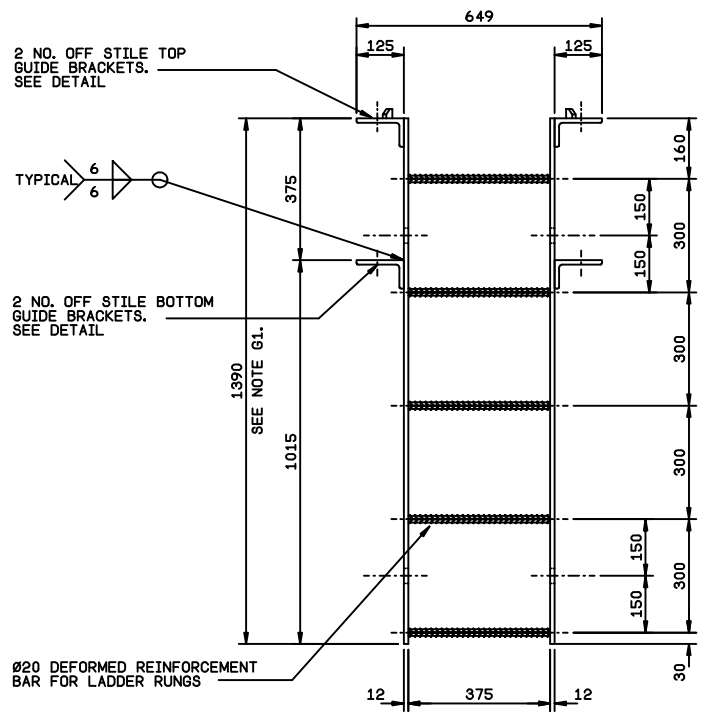 649
125
125
2 NO. OFF STILE TOP
GUIDE BRACKETS.
SEE DETAIL
160
TYPICAL
6
6
375
150
300
150
2 NO. OFF STILE BOTTOM
GUIDE BRACKETS.
SEE DETAIL
1390
SEE NOTE G1.
300
1015
300
150
300
150
Ø20 DEFORMED REINFORCEMENT
BAR FOR LADDER RUNGS
30
12
375
12